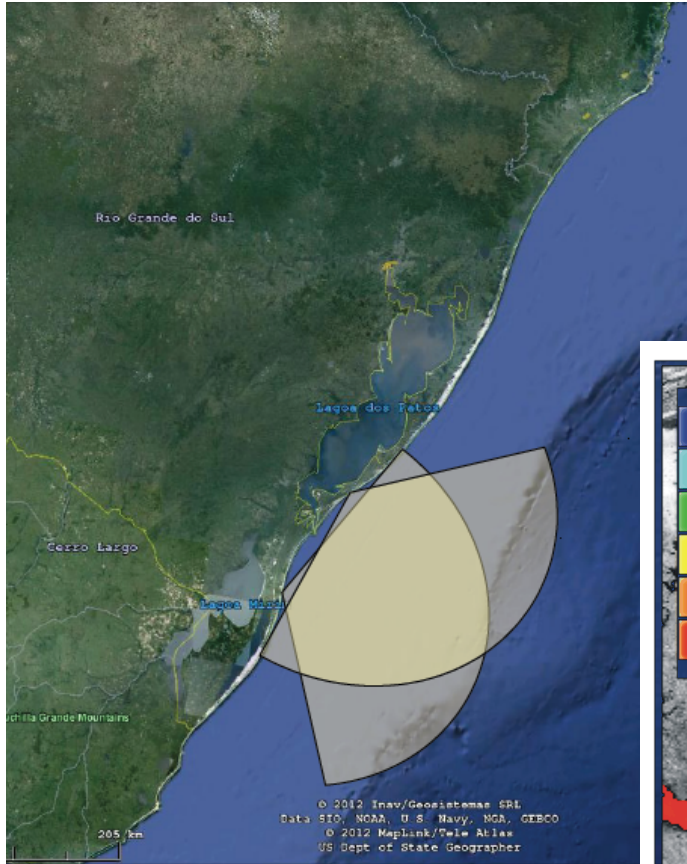 Rio Grande do Sul
Lagoa dos Patos
Cerro Largo
Lagoa Miri
uchilla Grande Mountains
© 2012 Inav/Geosistemas SRL
Data SIO, NOAA, U.S. Navy, NGA, GEBCO
© 2012 MapLink/Tele Atlas
US Dept of State Geographer
205 km